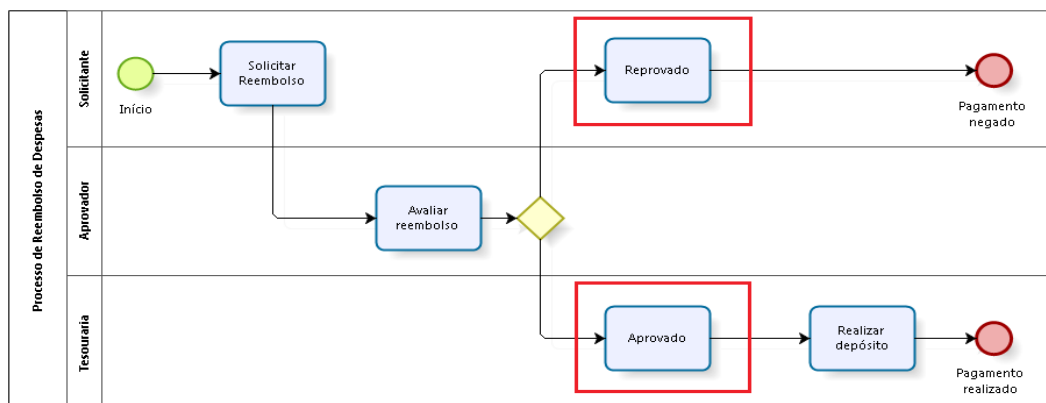 Processo de Reembolso de Despesas
Solicitante
Início
Solicitar
Reembolso
Reprovado
Pagamento
negado
Aprovador
Avaliar
reembolso
Tesouraria
Aprovado
Realizar
depósito
Pagamento
realizado